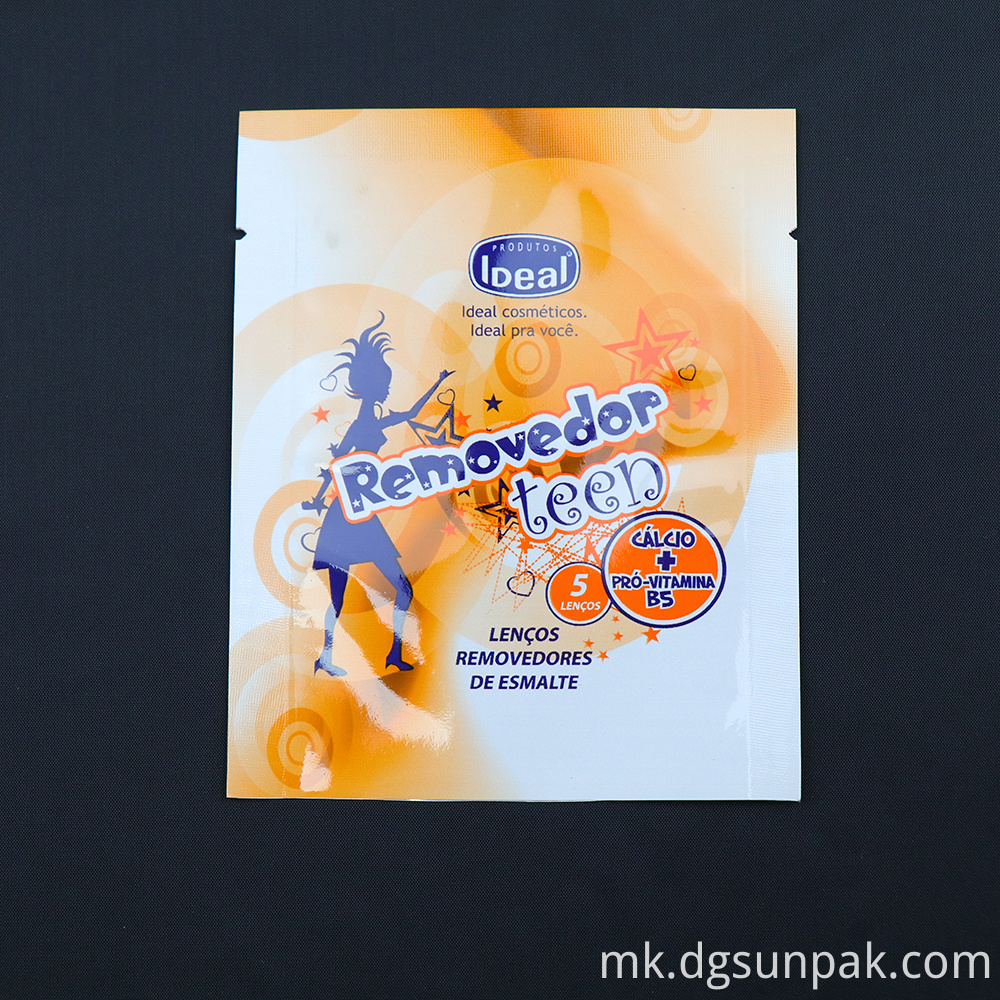 PRODUTOS
IDeal
Ideal cosméticos.
Ideal pra você.
Removedor
teen
CÁLCIO
+
PRÓ-VITAMINA
B5
5
LENÇOS
LENÇOS
REMOVEDORES
DE ESMALTE
mk.dgsunpak.com